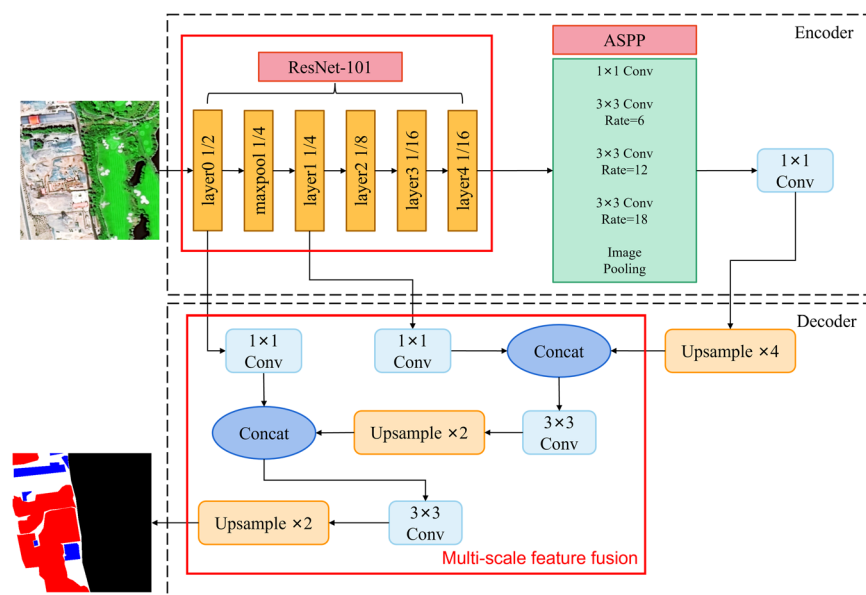 Encoder
ResNet-101
layer0 1/2
maxpool 1/4
layer1 1/4
layer2 1/8
layer3 1/16
layer4 1/16
ASPP
1×1 Conv
3×3 Conv
Rate=6
3×3 Conv
Rate=12
3×3 Conv
Rate=18
Image
Pooling
1×1
Conv
Decoder
1×1
Conv
1×1
Conv
Concat
Upsample ×4
Concat
Upsample ×2
3×3
Conv
Upsample ×2
3×3
Conv
Multi-scale feature fusion